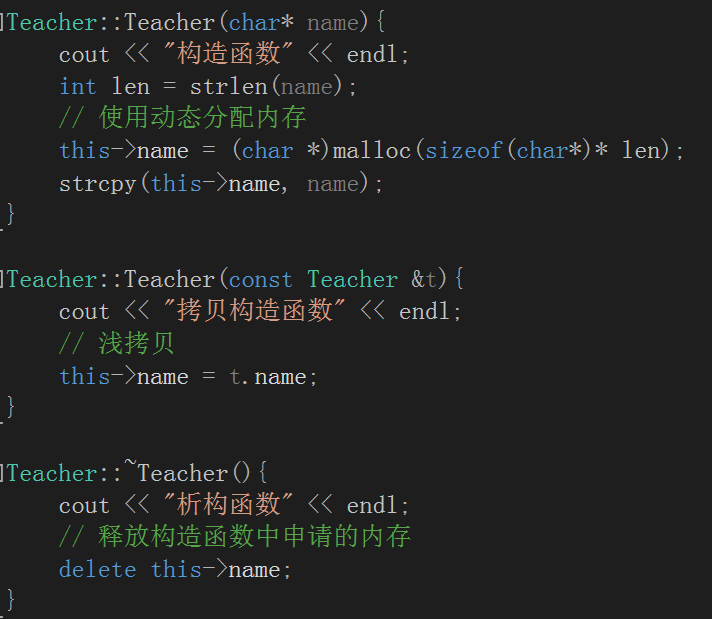 Teacher::Teacher(char* name){
cout << "构造函数" << endl;
int len = strlen(name);
// 使用动态分配内存
this->name = (char *)malloc(sizeof(char*)* len);
strcpy(this->name, name);
}
Teacher::Teacher(const Teacher &t){
cout << "拷贝构造函数" << endl;
// 浅拷贝
this->name = t.name;
}
Teacher::~Teacher(){
cout << "析构函数" << endl;
// 释放构造函数中申请的内存
delete this->name;
}